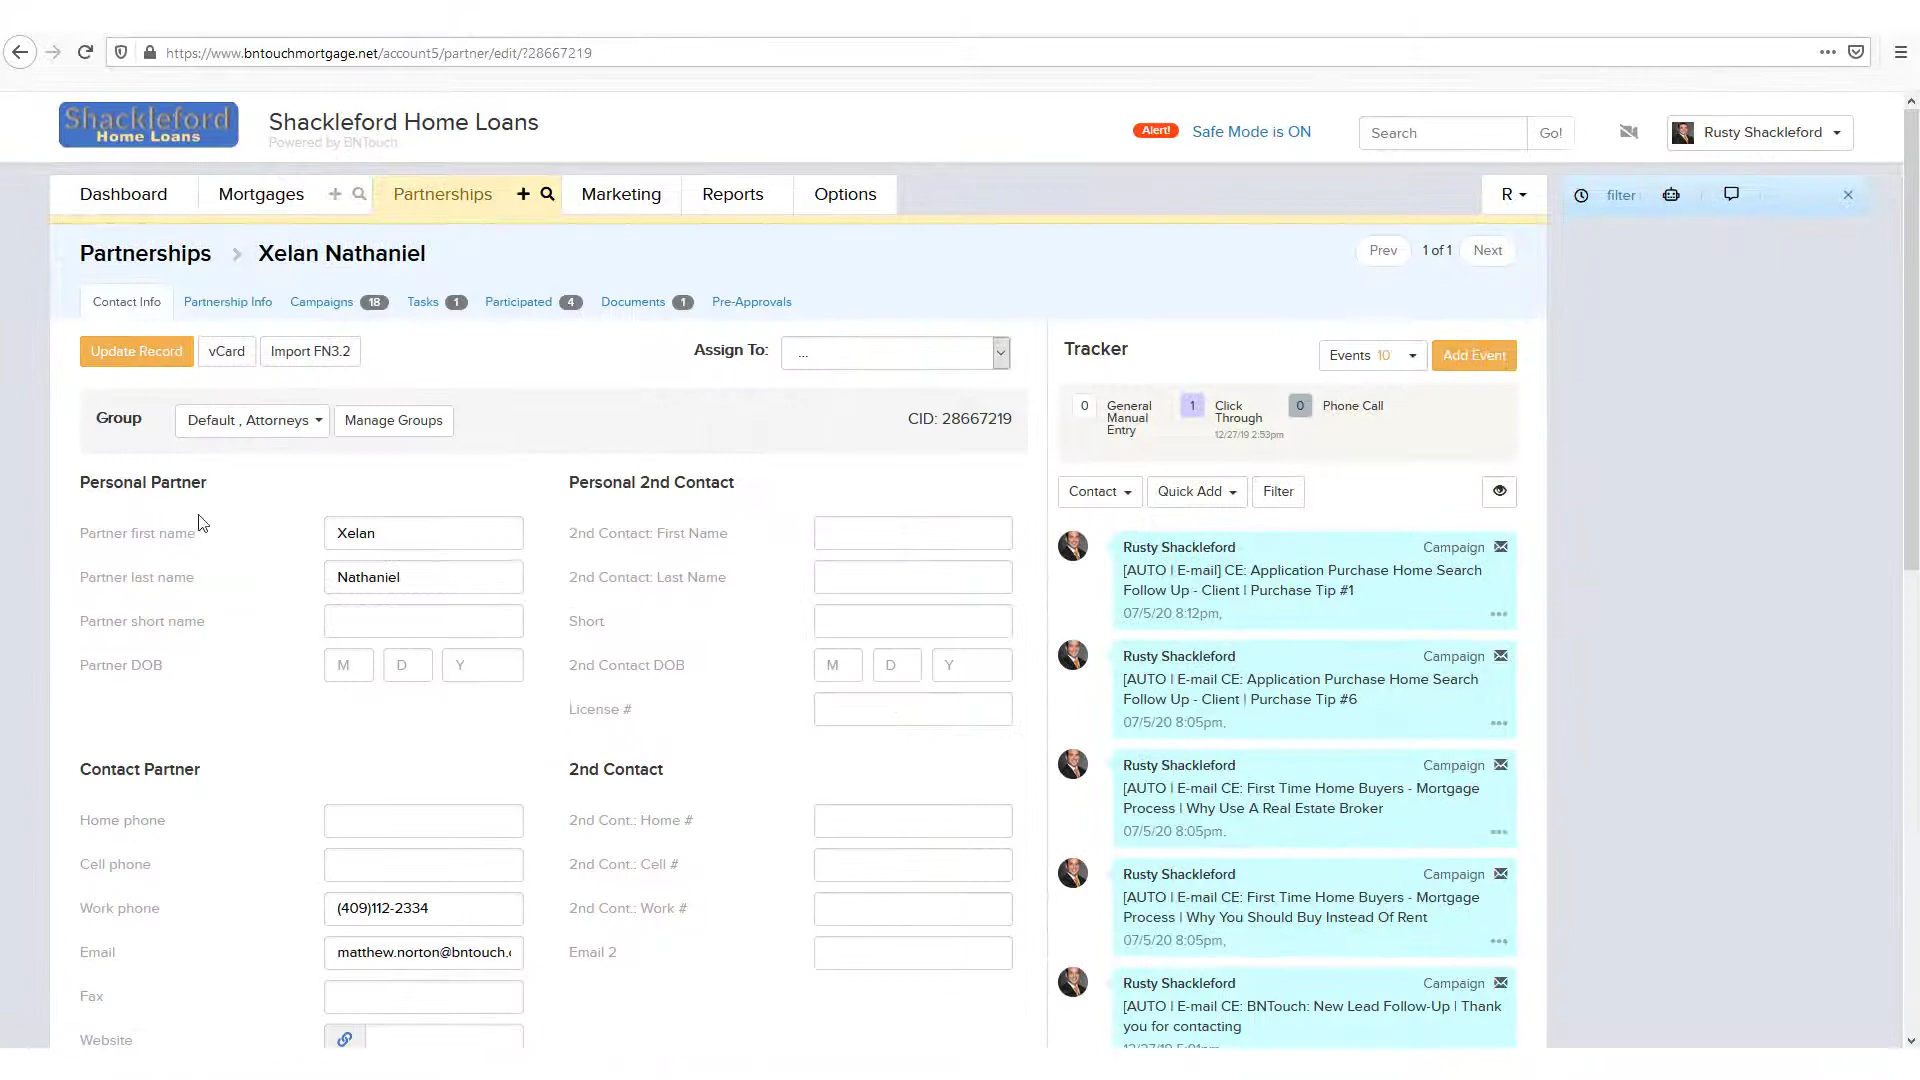 https://www.bntouchmortgage.net/account5/partner/edit/?28667219
Shackleford
Home Loans
Shackleford Home Loans
Powered by BNTouch
Alert! Safe Mode is ON
Search Go!
Rusty Shackleford
Dashboard Mortgages Partnerships Marketing Reports Options
R
filter
Partnerships Xelan Nathaniel
Prev 1 of 1 Next
Contact Info Partnership Info Campaigns 18 Tasks 1 Participated 4 Documents 1 Pre-Approvals
Update Record vCard Import FN3.2
Assign To: ...
Group Default , Attorneys Manage Groups
CID: 28667219
Personal Partner
Partner first name Xelan
Partner last name Nathaniel
Partner short name
Partner DOB M D Y
Personal 2nd Contact
2nd Contact: First Name
2nd Contact: Last Name
Short
2nd Contact DOB M D Y
License #
Contact Partner
Home phone
Cell phone
Work phone (409)112-2334
Email matthew.norton@bntouch.
Fax
Website
2nd Contact
2nd Cont.: Home #
2nd Cont.: Cell #
2nd Cont.: Work #
Email 2
Tracker
Events 10 Add Event
0 General Manual Entry
1 Click Through
12/27/19 2:53pm
0 Phone Call
Contact Quick Add Filter
Rusty Shackleford Campaign
[AUTO | E-mail] CE: Application Purchase Home Search
Follow Up - Client | Purchase Tip #1
07/5/20 8:12pm,
Rusty Shackleford Campaign
[AUTO | E-mail CE: Application Purchase Home Search
Follow Up - Client | Purchase Tip #6
07/5/20 8:05pm,
Rusty Shackleford Campaign
[AUTO | E-mail CE: First Time Home Buyers - Mortgage
Process | Why Use A Real Estate Broker
07/5/20 8:05pm,
Rusty Shackleford Campaign
[AUTO | E-mail CE: First Time Home Buyers - Mortgage
Process | Why You Should Buy Instead Of Rent
07/5/20 8:05pm,
Rusty Shackleford Campaign
[AUTO | E-mail CE: BNTouch: New Lead Follow-Up | Thank
you for contacting